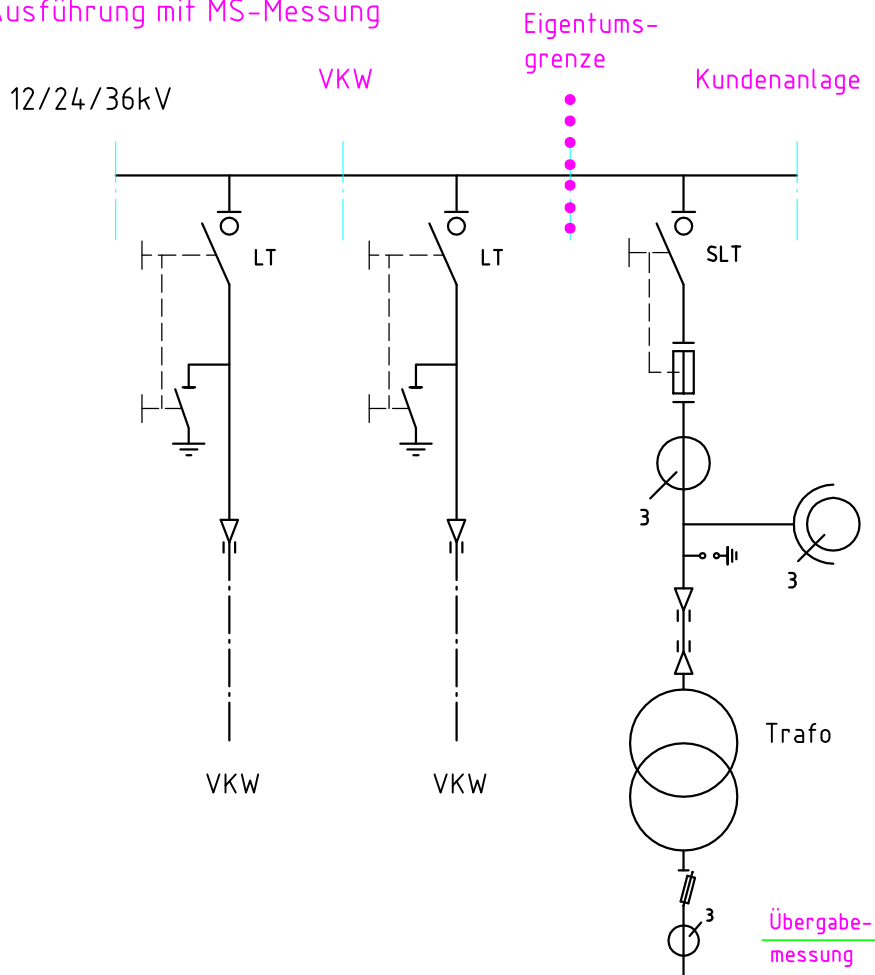 Ausführung mit MS-Messung
Eigentums-
grenze
VKW
Kundenanlage
12/24/36kV
LT
LT
SLT
3
3
Trafo
VKW
VKW
3
Übergabe-
messung